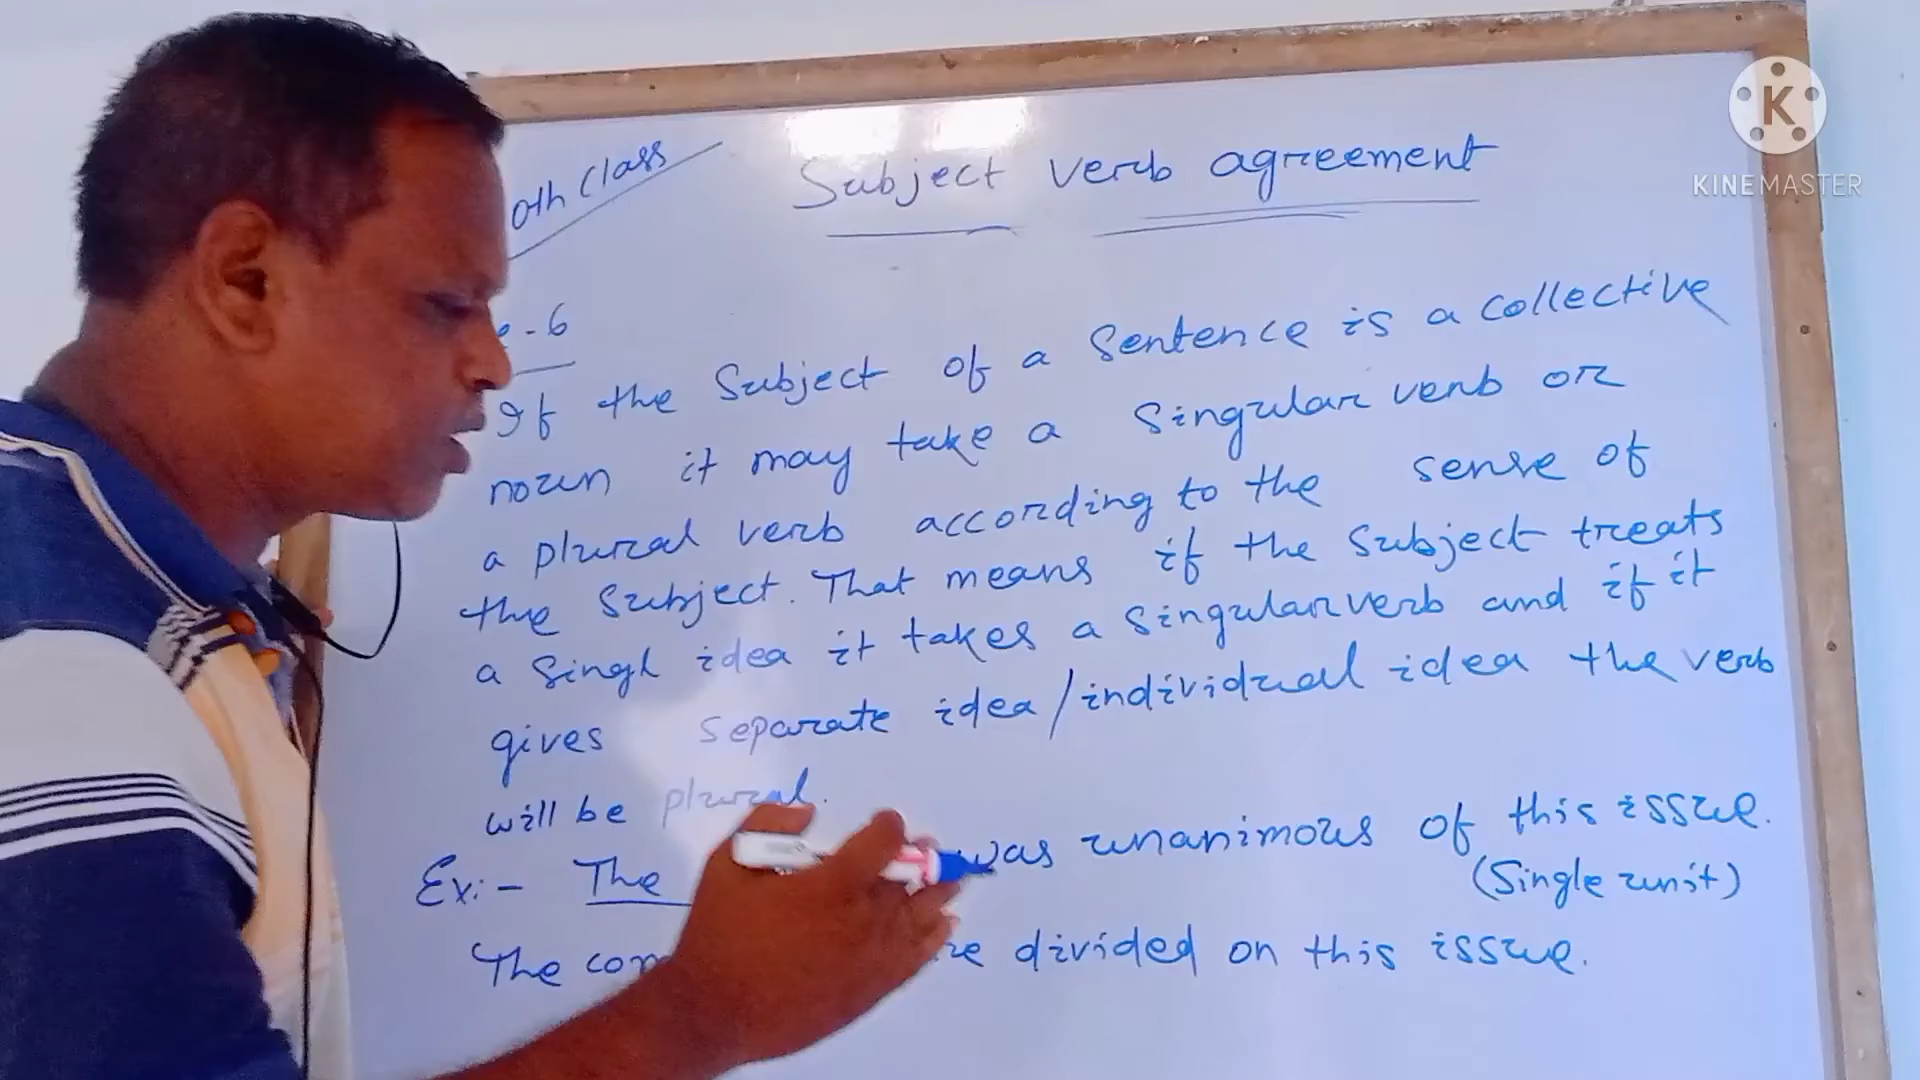 Subject verb agreement
oth Class
KINEMASTER
- 6
If the Subject of a Sentence is a collective
noun it may take a Singular verb or
a plural verb according to the sense of
the Subject. That means if the Subject treats
a Singl idea it takes a Singular verb and if it
gives separate idea/individual idea the verb
will be plural.
Ex:- The was unanimous of this issue.
(Single unit)
The divided on this issue.